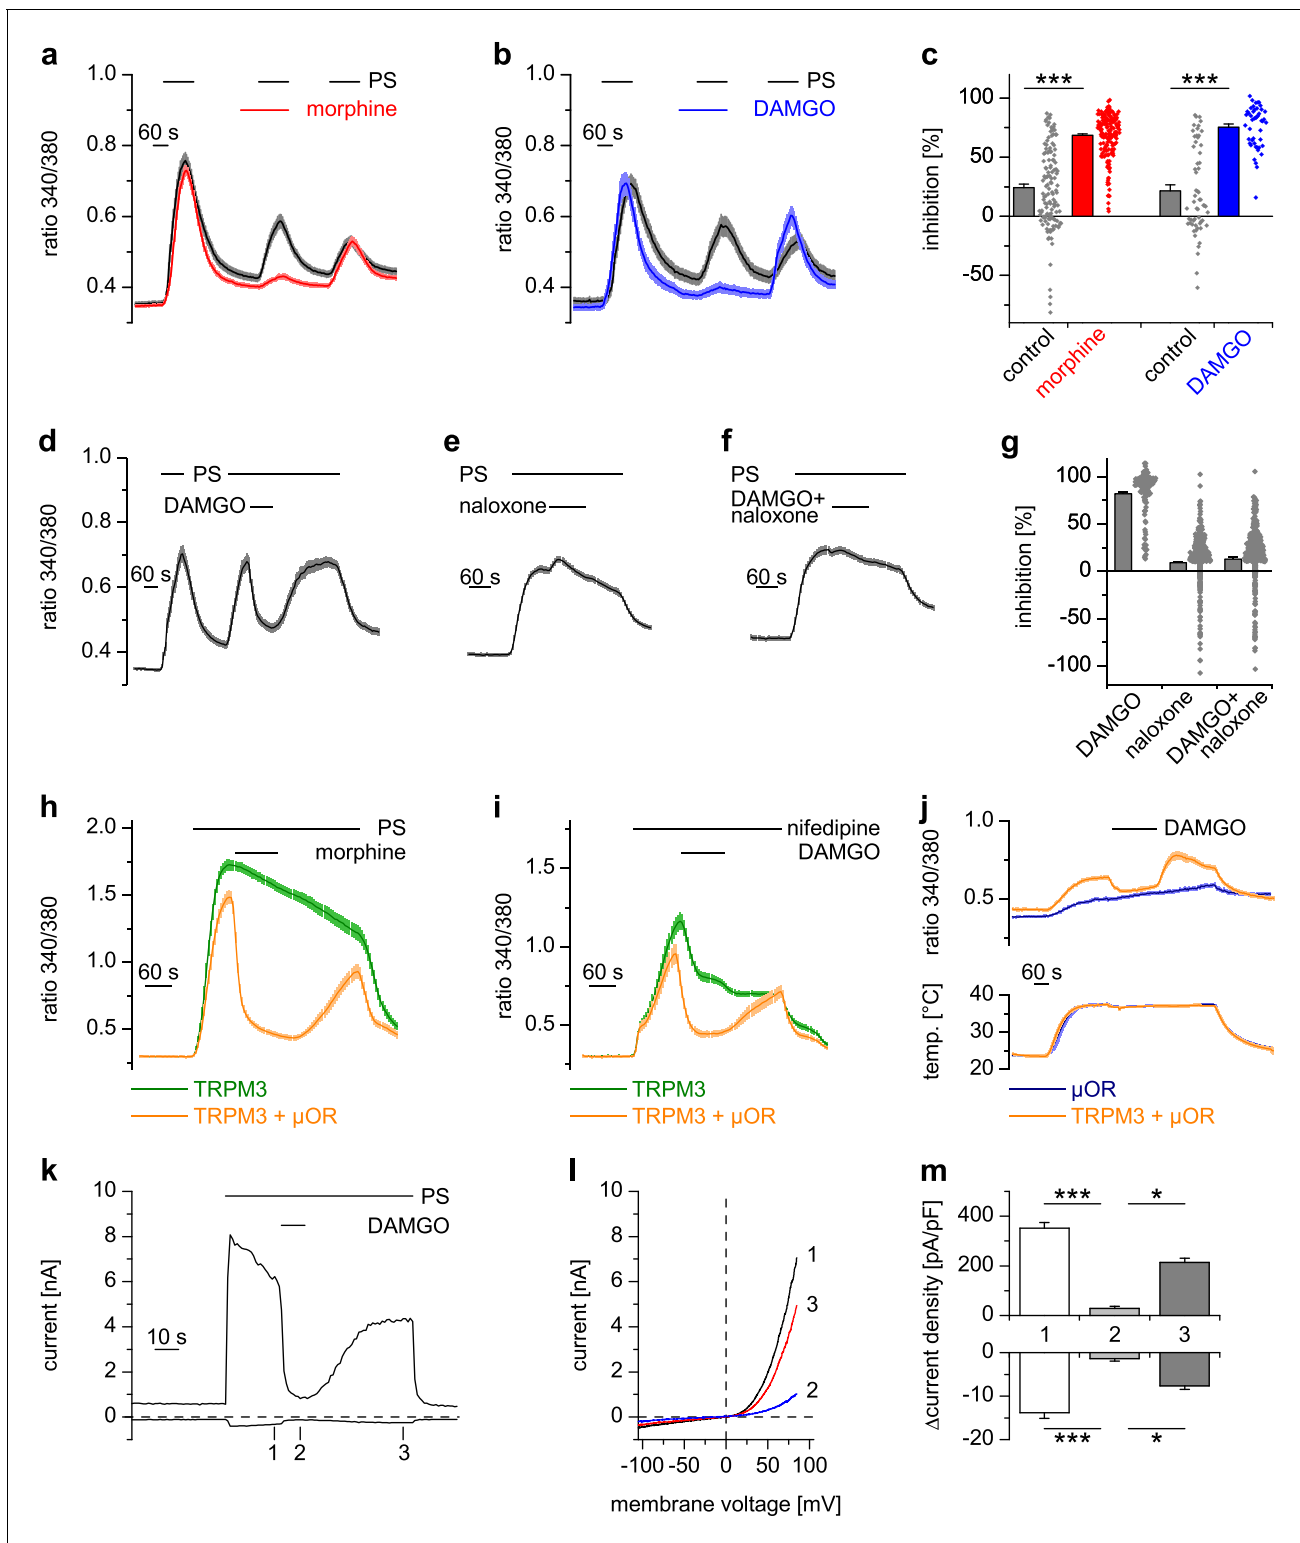 a
b
c
1.0
0.8
0.6
0.4
ratio 340/380
PS
morphine
60 s
1.0
0.8
0.6
0.4
ratio 340/380
PS
DAMGO
60 s
100
50
0
-50
inhibition [%]
***
***
control
morphine
control
DAMGO
d
e
f
g
1.0
0.8
0.6
0.4
ratio 340/380
PS
DAMGO
60 s
PS
naloxone
60 s
PS
DAMGO+
naloxone
60 s
100
50
0
-50
-100
inhibition [%]
DAMGO
naloxone
DAMGO+
naloxone
h
i
j
2.0
1.5
1.0
0.5
ratio 340/380
PS
morphine
60 s
TRPM3
TRPM3 + µOR
1.5
1.0
0.5
ratio 340/380
nifedipine
DAMGO
60 s
TRPM3
TRPM3 + µOR
1.0
0.5
ratio 340/380
DAMGO
60 s
40
30
20
temp. [°C]
µOR
TRPM3 + µOR
k
l
m
10
8
6
4
2
0
current [nA]
PS
DAMGO
10 s
1
2
3
10
8
6
4
2
0
current [nA]
1
3
2
-100
-50
0
50
100
membrane voltage [mV]
400
200
0
0
-10
-20
Δcurrent density [pA/pF]
***
*
1
2
3
***
*